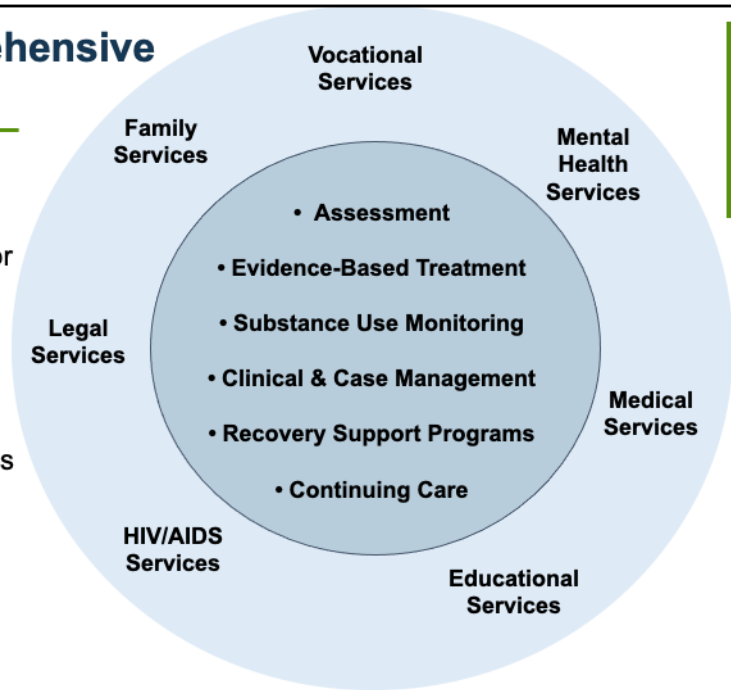 ehensive
Vocational
Services
Family
Services
Mental
Health
Services
• Assessment
• Evidence-Based Treatment
• Substance Use Monitoring
• Clinical & Case Management
• Recovery Support Programs
• Continuing Care
or
Legal
Services
Medical
Services
s
HIV/AIDS
Services
Educational
Services